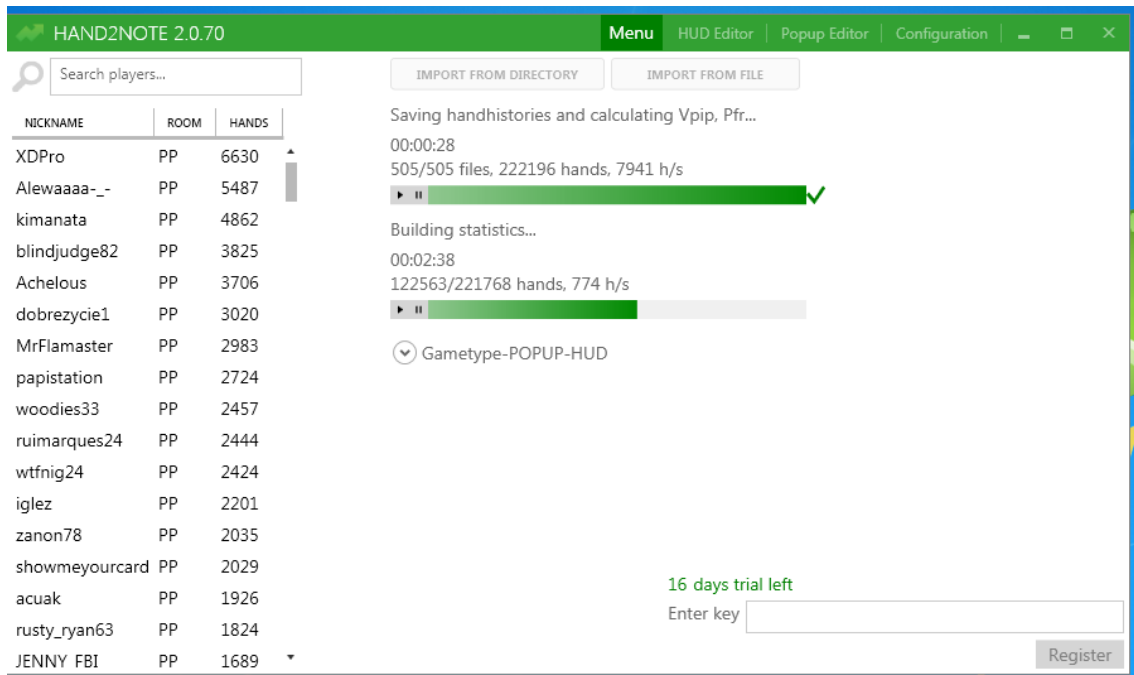 HAND2NOTE 2.0.70
Menu HUD Editor Popup Editor Configuration
Search players...
IMPORT FROM DIRECTORY IMPORT FROM FILE
NICKNAME ROOM HANDS
XDPro PP 6630
Alewaaaa-_- PP 5487
kimanata PP 4862
blindjudge82 PP 3825
Achelous PP 3706
dobrezycie1 PP 3020
MrFlamaster PP 2983
papistation PP 2724
woodies33 PP 2457
ruimarques24 PP 2444
wtfnig24 PP 2424
iglez PP 2201
zanon78 PP 2035
showmeyourcard PP 2029
acuak PP 1926
rusty_ryan63 PP 1824
JENNY FBI PP 1689
Saving handhistories and calculating Vpip, Pfr...
00:00:28
505/505 files, 222196 hands, 7941 h/s
Building statistics...
00:02:38
122563/221768 hands, 774 h/s
Gametype-POPUP-HUD
16 days trial left
Enter key
Register